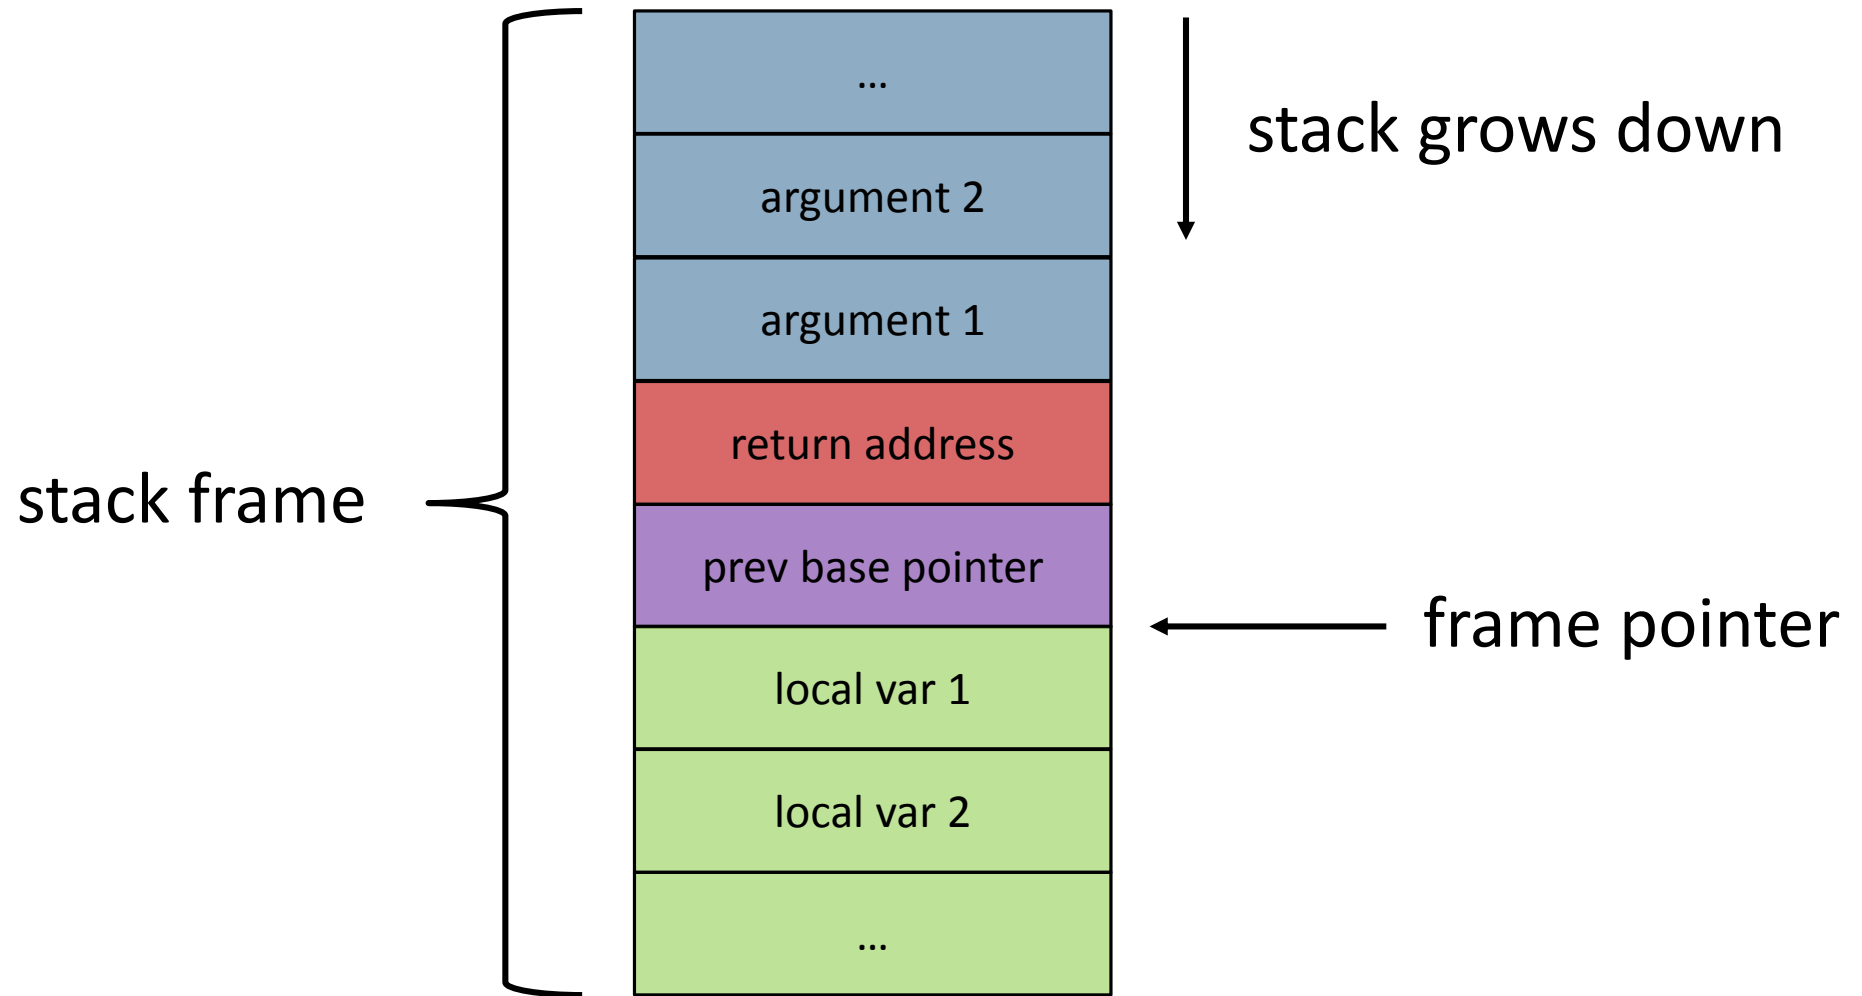 …
stack grows down
argument 2
argument 1
return address
stack frame
prev base pointer
frame pointer
local var 1
local var 2
…